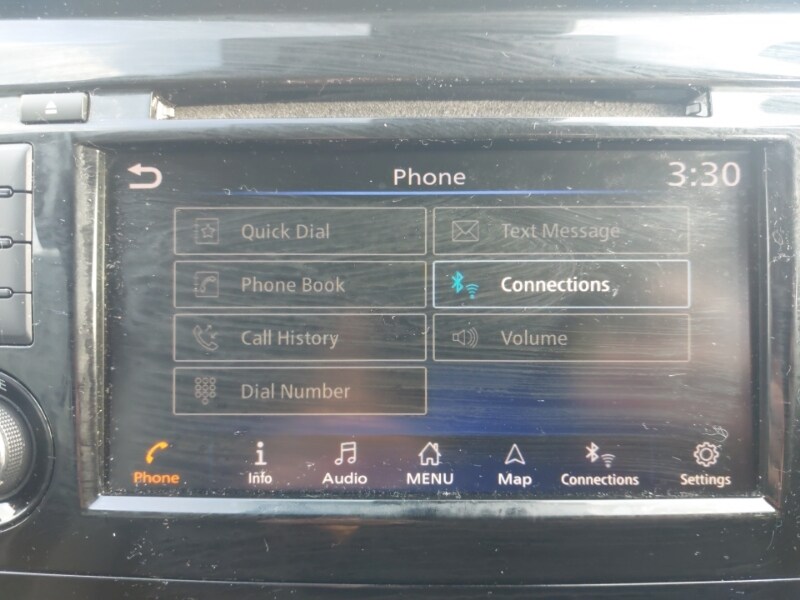 Phone
3:30
Quick Dial
Text Message
Phone Book
Connections
Call History
Volume
Dial Number
Phone
Info
Audio
MENU
Map
Connections
Settings